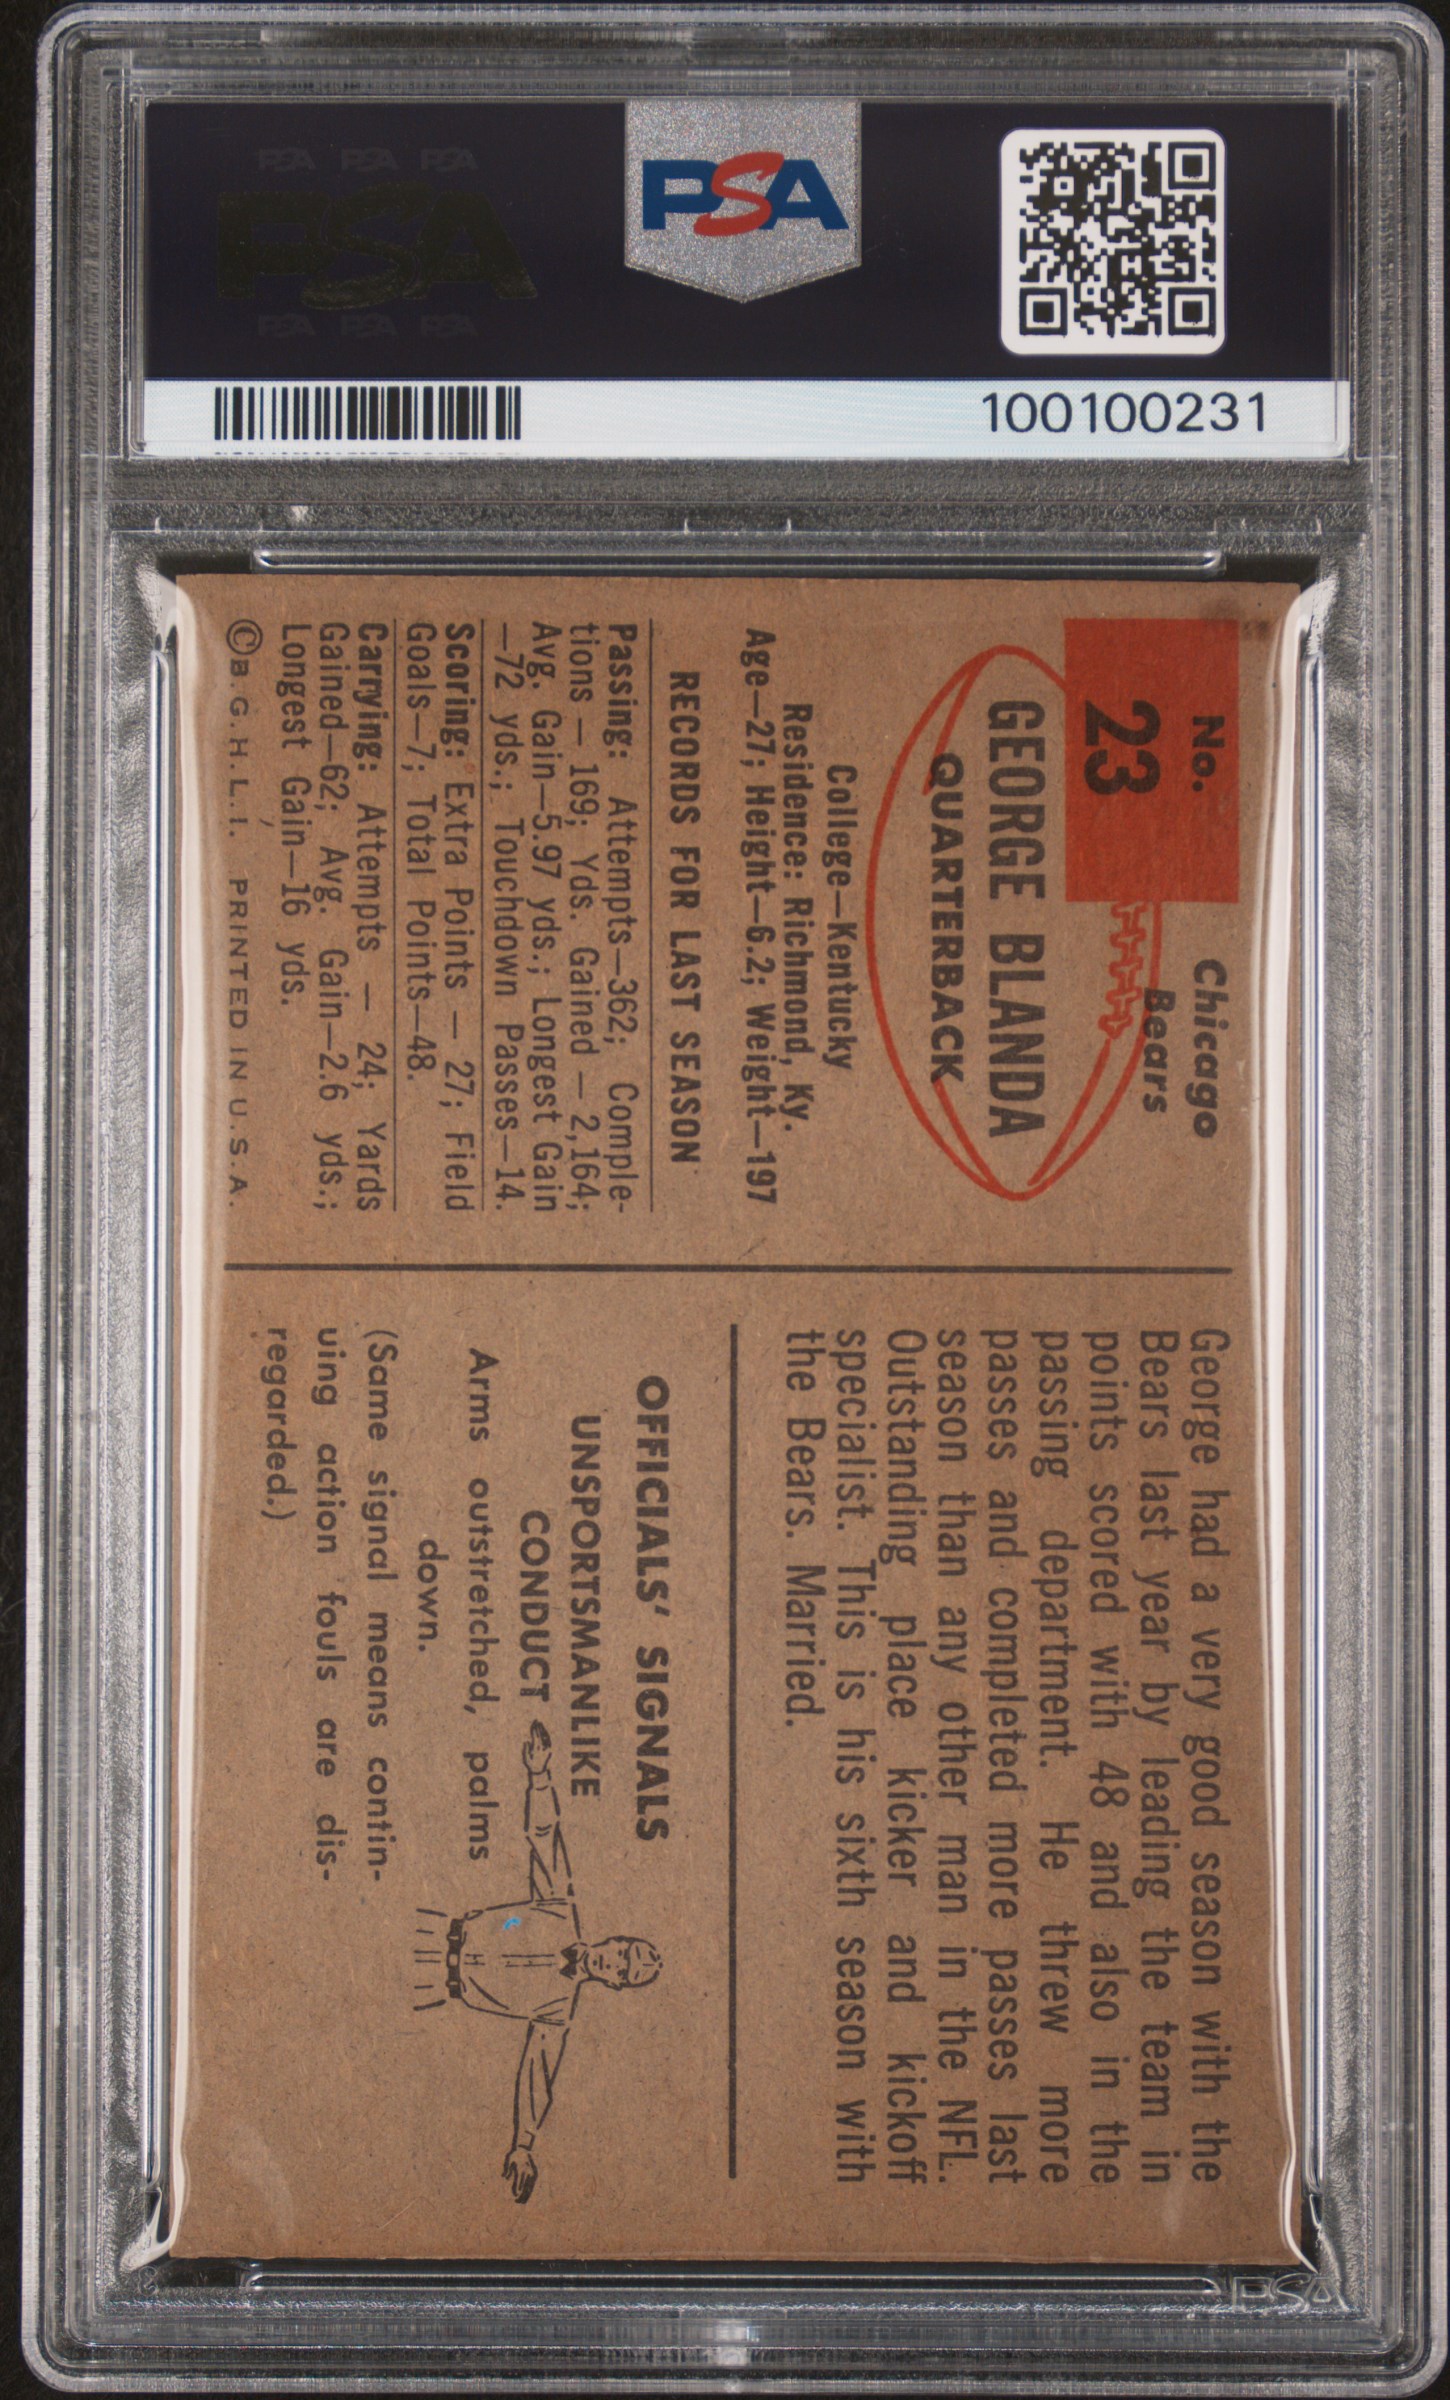 PSA PSA PSA
PSA
PSA PSA PSA
PSA
100100231
No.
23
Chicago
Bears
GEORGE BLANDA
QUARTERBACK
College—Kentucky
Residence: Richmond, Ky.
Age—27; Height—6.2; Weight—197
RECORDS FOR LAST SEASON
Passing: Attempts—362; Comple-
tions — 169; Yds. Gained — 2,164;
Avg. Gain—5.97 yds.; Longest Gain
—72 yds.; Touchdown Passes—14.
Scoring: Extra Points — 27; Field
Goals—7; Total Points—48.
Carrying: Attempts — 24; Yards
Gained—62; Avg. Gain—2.6 yds.;
Longest Gain—16 yds.
©B.G.H.L.I. PRINTED IN U.S.A.
George had a very good season with the
Bears last year by leading the team in
points scored with 48 and also in the
passing department. He threw more
passes and completed more passes last
season than any other man in the NFL.
Outstanding place kicker and kickoff
specialist. This is his sixth season with
the Bears. Married.
OFFICIALS' SIGNALS
UNSPORTSMANLIKE
CONDUCT
Arms outstretched, palms
down.
(Same signal means contin-
uing action fouls are dis-
regarded.)
PSA